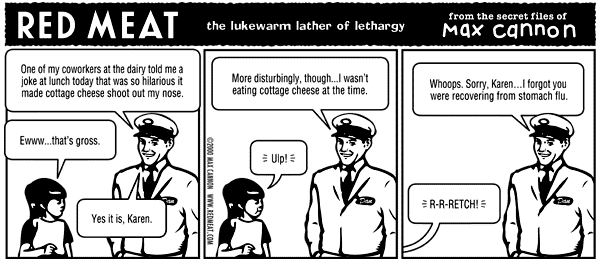 RED MEAT
the lukewarm lather of lethargy
from the secret files of
Max cannon
One of my coworkers at the dairy told me a
joke at lunch today that was so hilarious it
made cottage cheese shoot out my nose.
Ewww...that's gross.
Yes it is, Karen.
Dan
©2000 MAX CANNON WWW.REDMEAT.COM
More disturbingly, though...I wasn't
eating cottage cheese at the time.
Ulp!
Dan
Whoops. Sorry, Karen...I forgot you
were recovering from stomach flu.
R-R-RETCH!
Dan